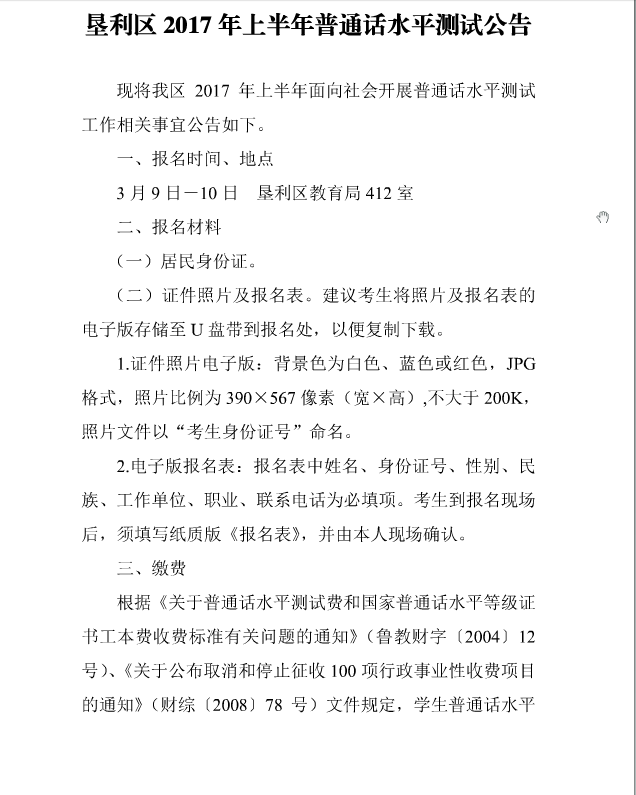 垦利区 2017 年上半年普通话水平测试公告
现将我区 2017 年上半年面向社会开展普通话水平测试
工作相关事宜公告如下。
一、报名时间、地点
3 月 9 日－10 日 垦利区教育局 412 室
二、报名材料
（一）居民身份证。
（二）证件照片及报名表。建议考生将照片及报名表的
电子版存储至 U 盘带到报名处，以便复制下载。
1.证件照片电子版：背景色为白色、蓝色或红色，JPG
格式，照片比例为 390×567 像素（宽×高）,不大于 200K，
照片文件以“考生身份证号”命名。
2.电子版报名表：报名表中姓名、身份证号、性别、民
族、工作单位、职业、联系电话为必填项。考生到报名现场
后，须填写纸质版《报名表》，并由本人现场确认。
三、缴费
根据《关于普通话水平测试费和国家普通话水平等级证
书工本费收费标准有关问题的通知》（鲁教财字〔2004〕12
号）、《关于公布取消和停止征收 100 项行政事业性收费项目
的通知》（财综〔2008〕78 号）文件规定，学生普通话水平